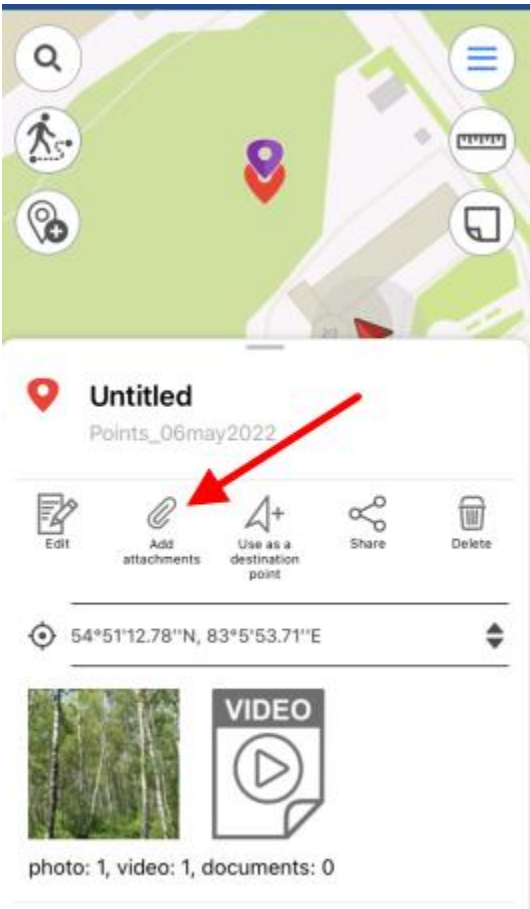 Untitled
Points_06may2022
Edit
Add
attachments
Use as a
destination
point
Share
Delete
54°51'12.78''N, 83°5'53.71''E
VIDEO
photo: 1, video: 1, documents: 0